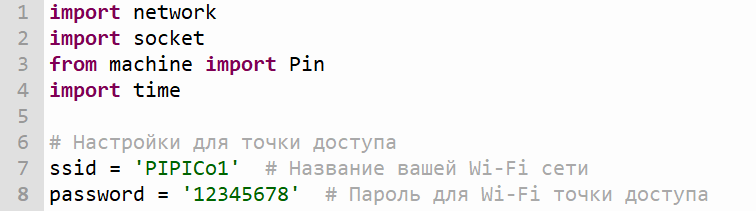 1 import network
2 import socket
3 from machine import Pin
4 import time
5
6 # Настройки для точки доступа
7 ssid = 'PIPICo1'  # Название вашей Wi-Fi сети
8 password = '12345678'  # Пароль для Wi-Fi точки доступа